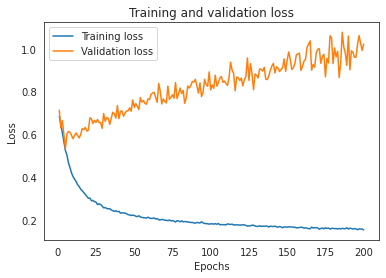 Training and validation loss
Training loss
Validation loss
Loss
1.0
0.8
0.6
0.4
0.2
0 25 50 75 100 125 150 175 200
Epochs